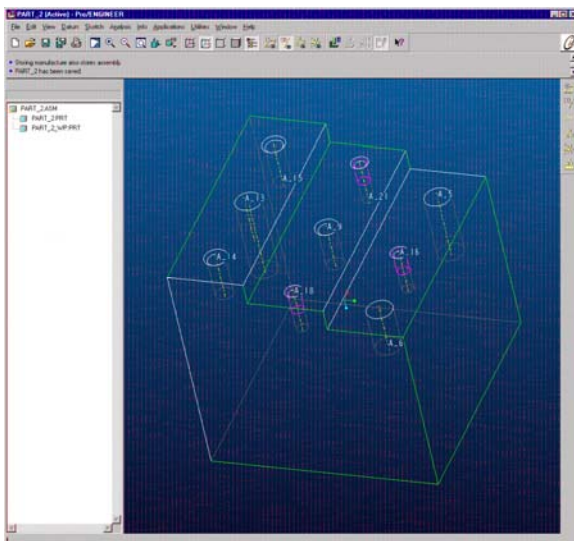 PART_2 (Active) - Pro/ENGINEER
File Edit View Datum Sketch Analysis Info Applications Utilities Window Help
• Storing manufacture also stores assembly.
• PART_2 has been saved.
PART_2.ASM
PART_2.PRT
PART_2_WP.PRT
A_15
A_21
A_5
A_13
A_9
A_14
A_16
A_18
A_6